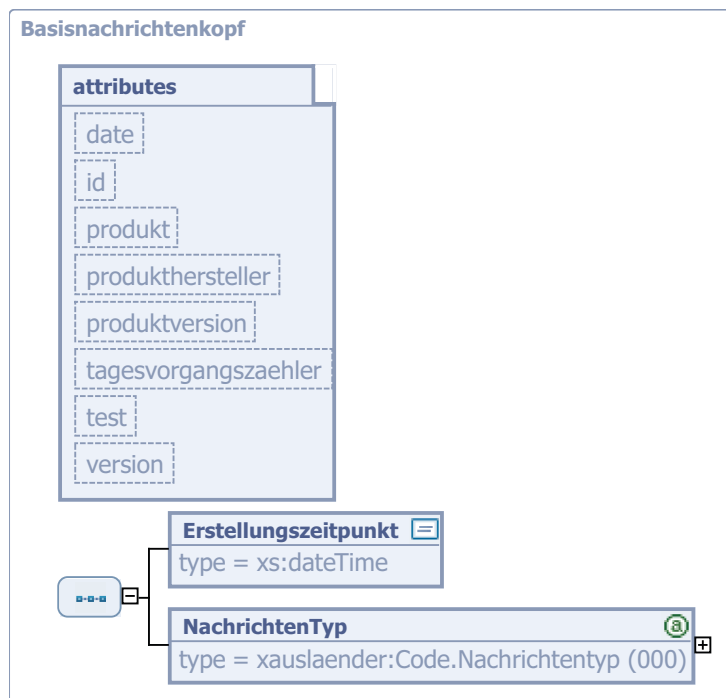 Basisnachrichtenkopf
attributes
date
id
produkt
produkthersteller
produktversion
tagesvorgangszaehler
test
version
Erstellungszeitpunkt
type = xs:dateTime
NachrichtenTyp
type = xauslaender:Code.Nachrichtentyp (000)